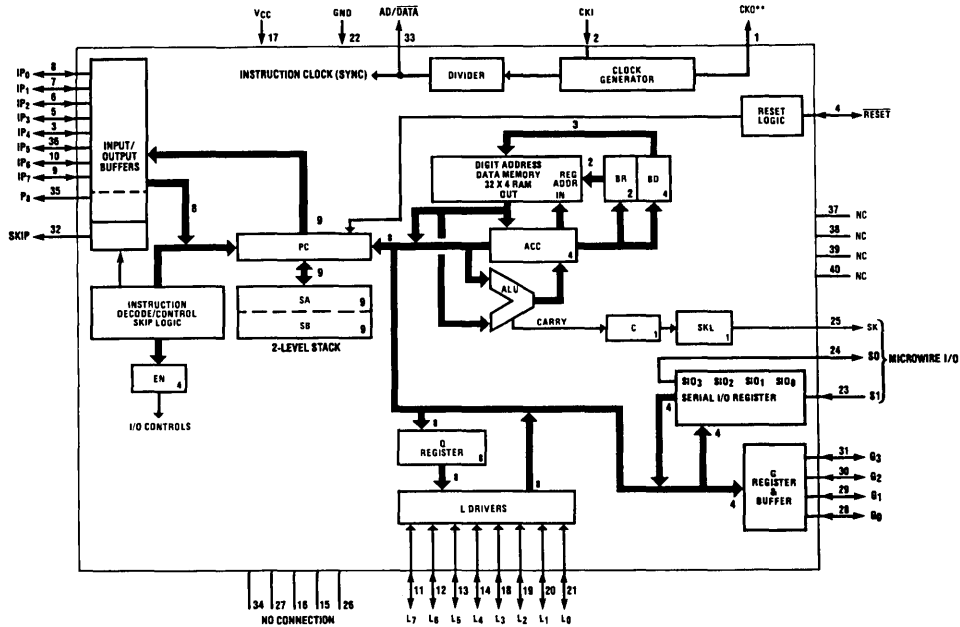 VCC GND AD/DATA CKI CKO**
17 22 33 2 1
INSTRUCTION CLOCK (SYNC) DIVIDER CLOCK GENERATOR
RESET LOGIC 4 RESET
IP0 8
IP1 7
IP2 6
IP3 5
IP4 3
IP5 36
IP6 10
IP7 9
P8 35
SKIP 32
INPUT/
OUTPUT
BUFFERS
8
9
3
DIGIT ADDRESS
DATA MEMORY
32 X 4 RAM
OUT
REG
ADDR
IN
2
BR 2
BD 4
37 NC
38 NC
39 NC
40 NC
PC
8
ACC 4
9
SA 9
SB 9
2-LEVEL STACK
INSTRUCTION
DECODE/CONTROL
SKIP LOGIC
EN 4
I/O CONTROLS
ALU
CARRY
C 1
SKL 1
25 SK
24 SO
23 S1
MICROWIRE I/O
SIO3 SIO2 SIO1 SIO0
SERIAL I/O REGISTER
4
4
8
Q
REGISTER 8
8
8
L DRIVERS
4
G
REGISTER
&
BUFFER
31 G3
30 G2
29 G1
28 G0
34 27 16 15 26
NO CONNECTION
11 12 13 14 18 19 20 21
L7 L6 L5 L4 L3 L2 L1 L0